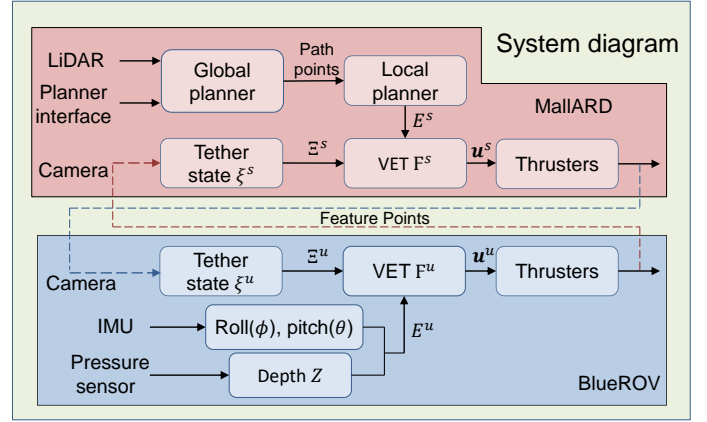 System diagram
LiDAR
Planner
interface
Global
planner
Path
points
Local
planner
MallARD
E^s
Camera
Tether
state ξ^s
Ξ^s
VET F^s
u^s
Thrusters
Feature Points
Camera
Tether
state ξ^u
Ξ^u
VET F^u
u^u
Thrusters
IMU
Roll(ϕ), pitch(θ)
E^u
Pressure
sensor
Depth Z
BlueROV